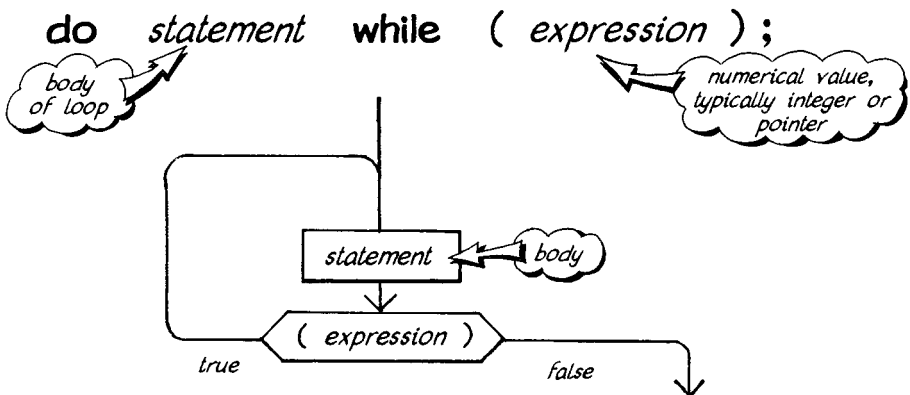 do statement while ( expression );
body
of loop
numerical value,
typically integer or
pointer
statement
body
( expression )
true
false